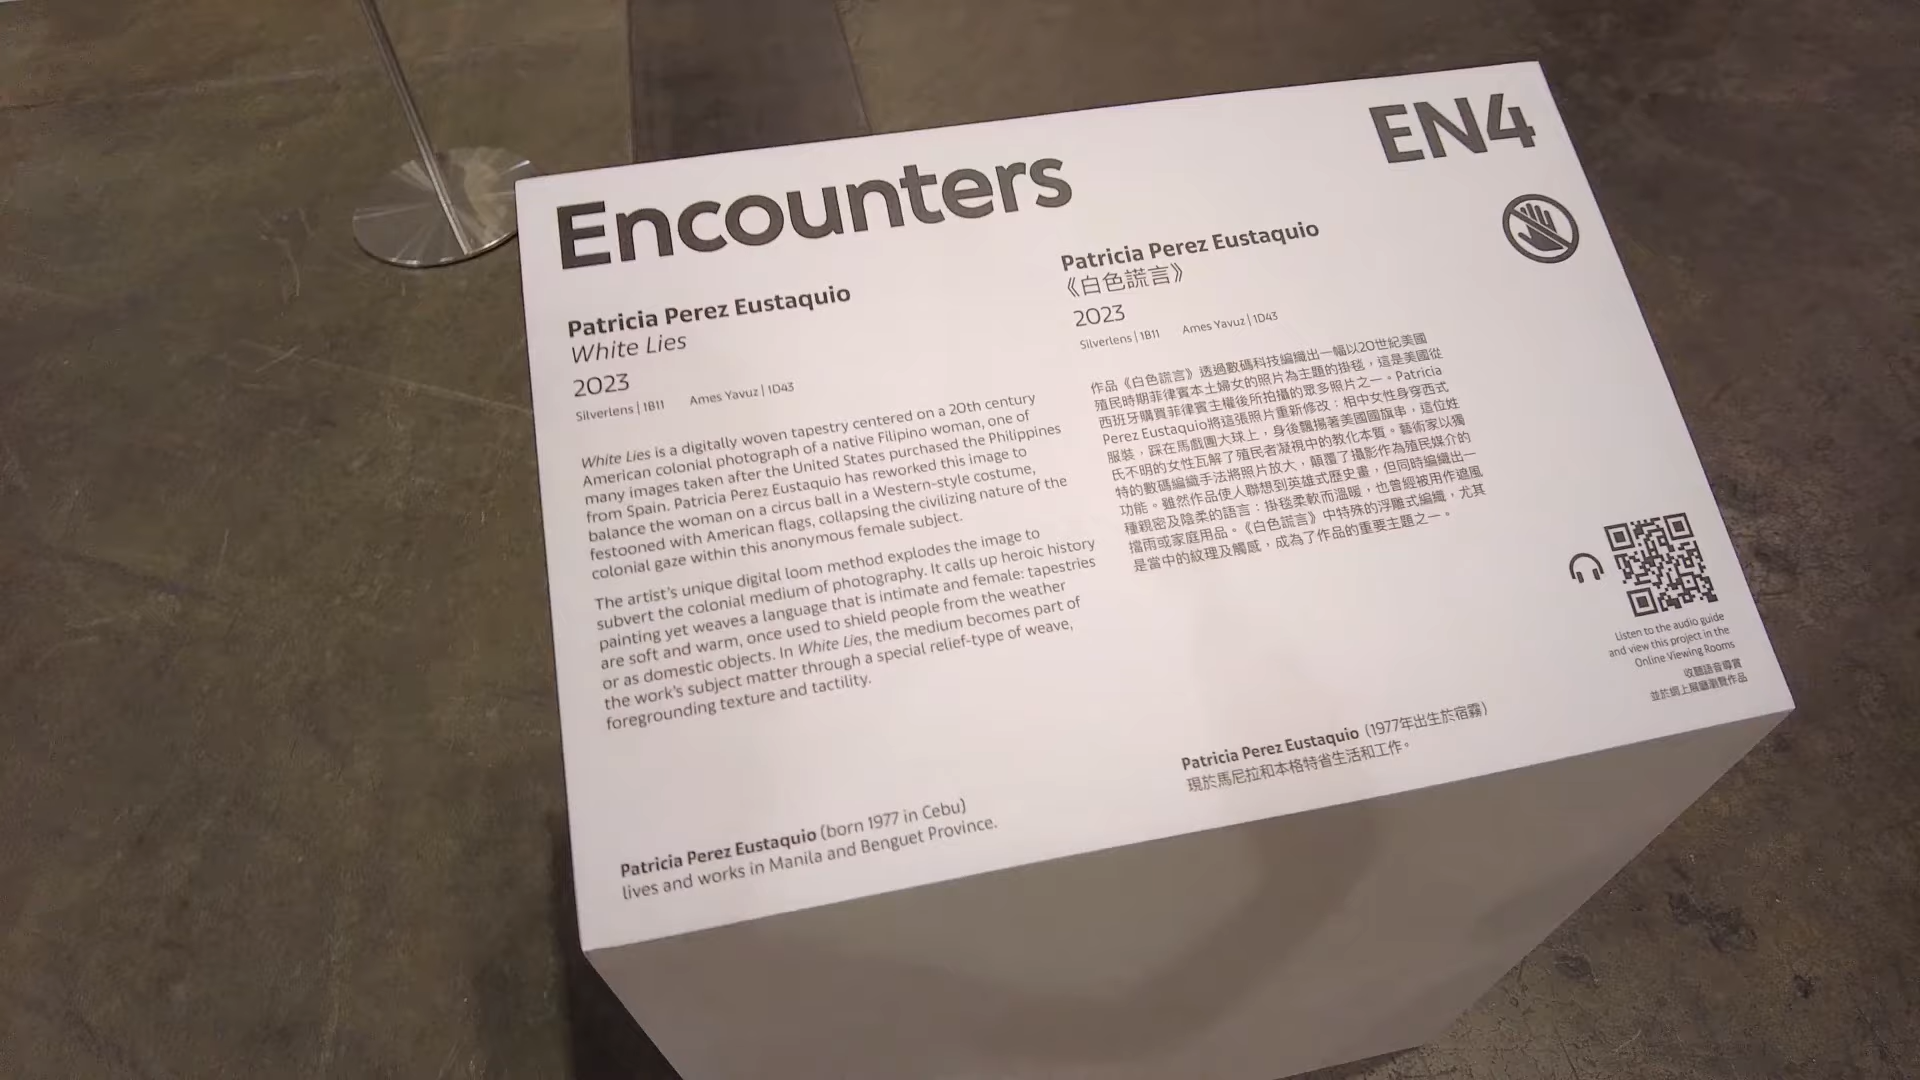 Encounters
EN4
Patricia Perez Eustaquio
White Lies
2023
Silverlens | 1B11 Ames Yavuz | 1D43
White Lies is a digitally woven tapestry centered on a 20th century
American colonial photograph of a native Filipino woman, one of
many images taken after the United States purchased the Philippines
from Spain. Patricia Perez Eustaquio has reworked this image to
balance the woman on a circus ball in a Western-style costume,
festooned with American flags, collapsing the civilizing nature of the
colonial gaze within this anonymous female subject.
The artist's unique digital loom method explodes the image to
subvert the colonial medium of photography. It calls up heroic history
painting yet weaves a language that is intimate and female: tapestries
are soft and warm, once used to shield people from the weather
or as domestic objects. In White Lies, the medium becomes part of
the work's subject matter through a special relief-type of weave,
foregrounding texture and tactility.
Patricia Perez Eustaquio (born 1977 in Cebu)
lives and works in Manila and Benguet Province.
Patricia Perez Eustaquio
《白色謊言》
2023
Silverlens | 1B11 Ames Yavuz | 1D43
作品《白色謊言》透過數碼科技編織出一幅以20世紀美國
殖民時期菲律賓本土婦女的照片為主題的掛毯，這是美國從
西班牙購買菲律賓主權後所拍攝的眾多照片之一。Patricia
Perez Eustaquio將這張照片重新修改：相中女性身穿西式
服裝，踩在馬戲團大球上，身後飄揚著美國國旗串，這位姓
氏不明的女性瓦解了殖民者凝視中的教化本質。藝術家以獨
特的數碼編織手法將照片放大，顛覆了攝影作為殖民媒介的
功能。雖然作品使人聯想到英雄式歷史畫，但同時編織出一
種親密及陰柔的語言：掛毯柔軟而溫暖，也曾經被用作遮風
擋雨或家庭用品。《白色謊言》中特殊的浮雕式編織，尤其
是當中的紋理及觸感，成為了作品的重要主題之一。
Patricia Perez Eustaquio（1977年出生於宿霧）
現於馬尼拉和本格特省生活和工作。
Listen to the audio guide
and view this project in the
Online Viewing Rooms
收聽語音導賞
並於網上展廳瀏覽作品